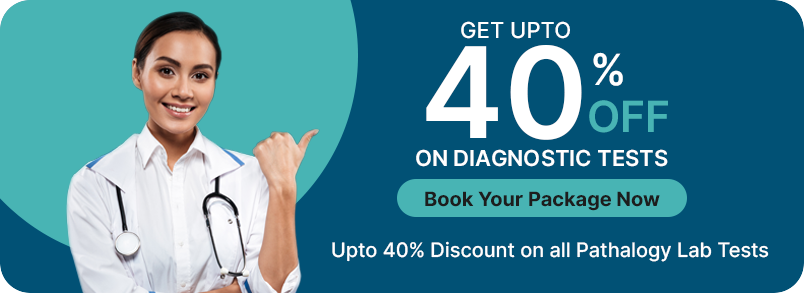 GET UPTO
40% OFF
ON DIAGNOSTIC TESTS
Book Your Package Now
Upto 40% Discount on all Pathalogy Lab Tests